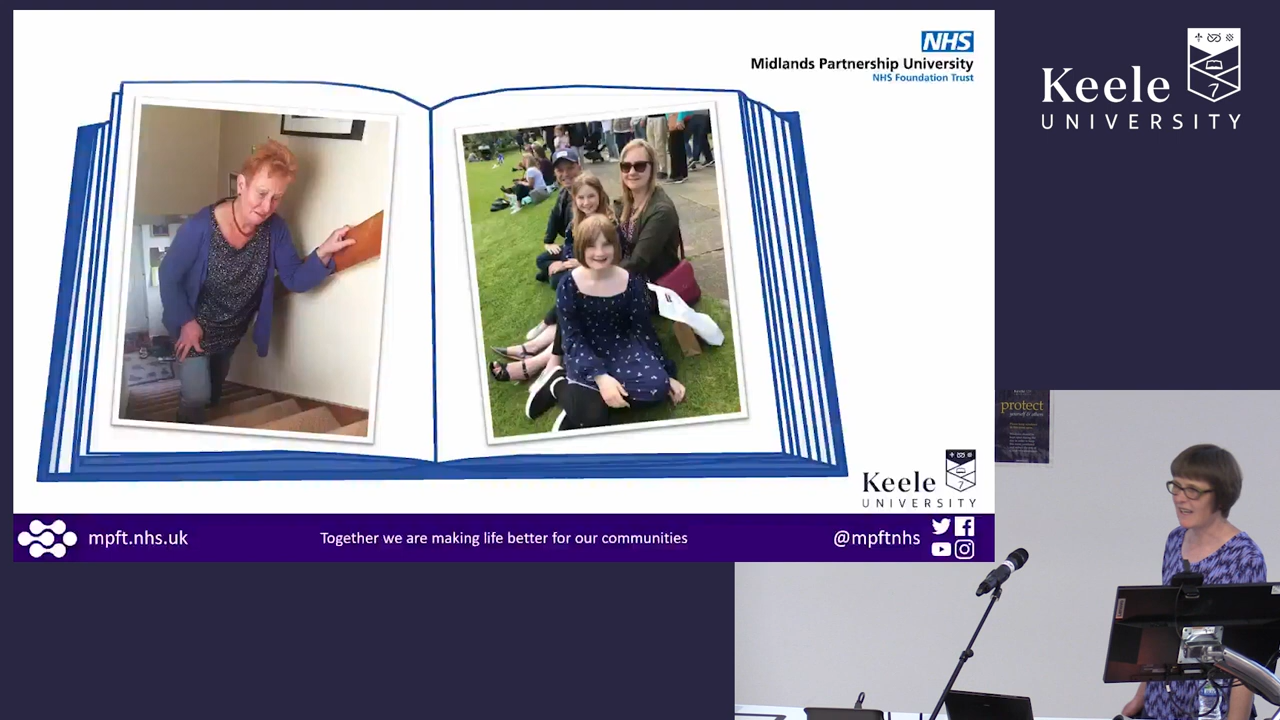 NHS
Midlands Partnership University
NHS Foundation Trust
Keele
UNIVERSITY
Keele
UNIVERSITY
mpft.nhs.uk
Together we are making life better for our communities
@mpftnhs
protect
Lenovo